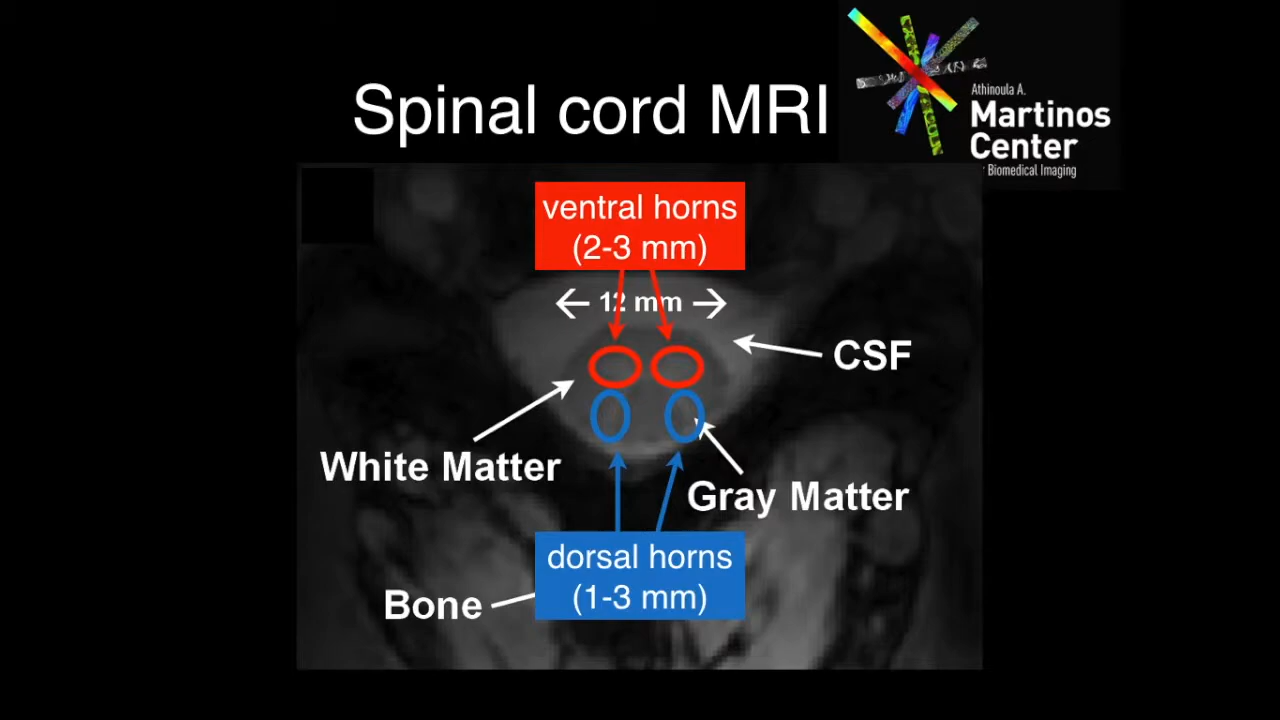 Spinal cord MRI
Athinoula A.
Martinos
Center
Biomedical Imaging
ventral horns
(2-3 mm)
12 mm
CSF
White Matter
Gray Matter
dorsal horns
(1-3 mm)
Bone